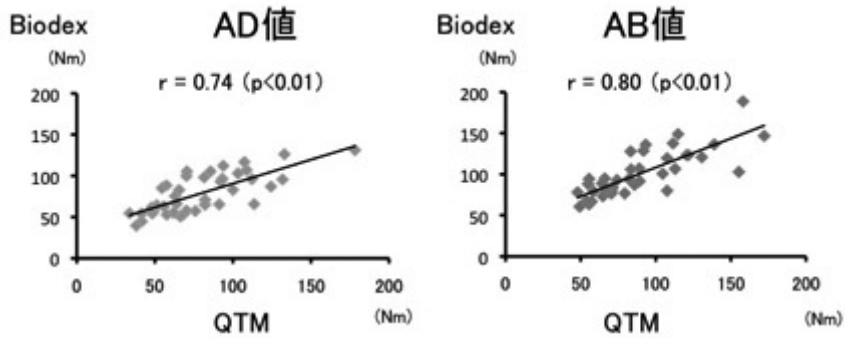 Biodex
AD値
(Nm)
r = 0.74 (p<0.01)
200
150
100
50
0
0 50 100 150 200
QTM
(Nm)
Biodex
AB値
(Nm)
r = 0.80 (p<0.01)
200
150
100
50
0
0 50 100 150 200
QTM
(Nm)